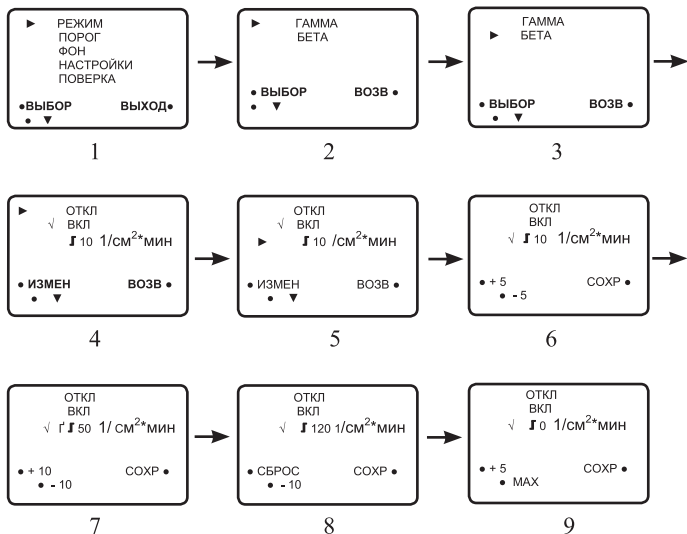 ► РЕЖИМ
ПОРОГ
ФОН
НАСТРОЙКИ
ПОВЕРКА
•ВЫБОР ВЫХОД•
• ▼
1
► ГАММА
БЕТА
• ВЫБОР ВОЗВ •
• ▼
2
ГАММА
► БЕТА
• ВЫБОР ВОЗВ •
• ▼
3
► ОТКЛ
√ ВКЛ
ʃ 10 1/см²*мин
• ИЗМЕН ВОЗВ •
• ▼
4
ОТКЛ
√ ВКЛ
► ʃ 10 /см²*мин
• ИЗМЕН ВОЗВ •
• ▼
5
ОТКЛ
ВКЛ
√ ʃ 10 1/см²*мин
• + 5 СОХР •
• - 5
6
ОТКЛ
ВКЛ
√ ґ ʃ 50 1/ см²*мин
• + 10 СОХР •
• - 10
7
ОТКЛ
ВКЛ
√ ʃ 120 1/см²*мин
• СБРОС СОХР •
• - 10
8
ОТКЛ
ВКЛ
√ ʃ 0 1/см²*мин
• + 5 СОХР •
• МАХ
9